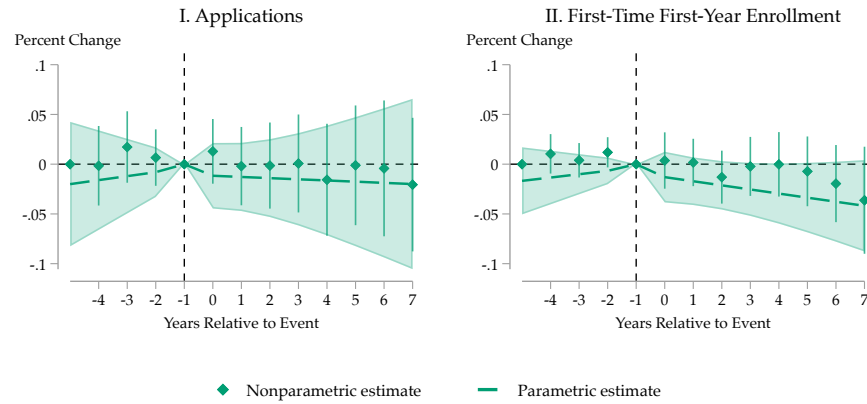 I. Applications
Percent Change
.1
.05
0
-.05
-.1
-4 -3 -2 -1 0 1 2 3 4 5 6 7
Years Relative to Event
II. First-Time First-Year Enrollment
Percent Change
.1
.05
0
-.05
-.1
-4 -3 -2 -1 0 1 2 3 4 5 6 7
Years Relative to Event
Nonparametric estimate Parametric estimate